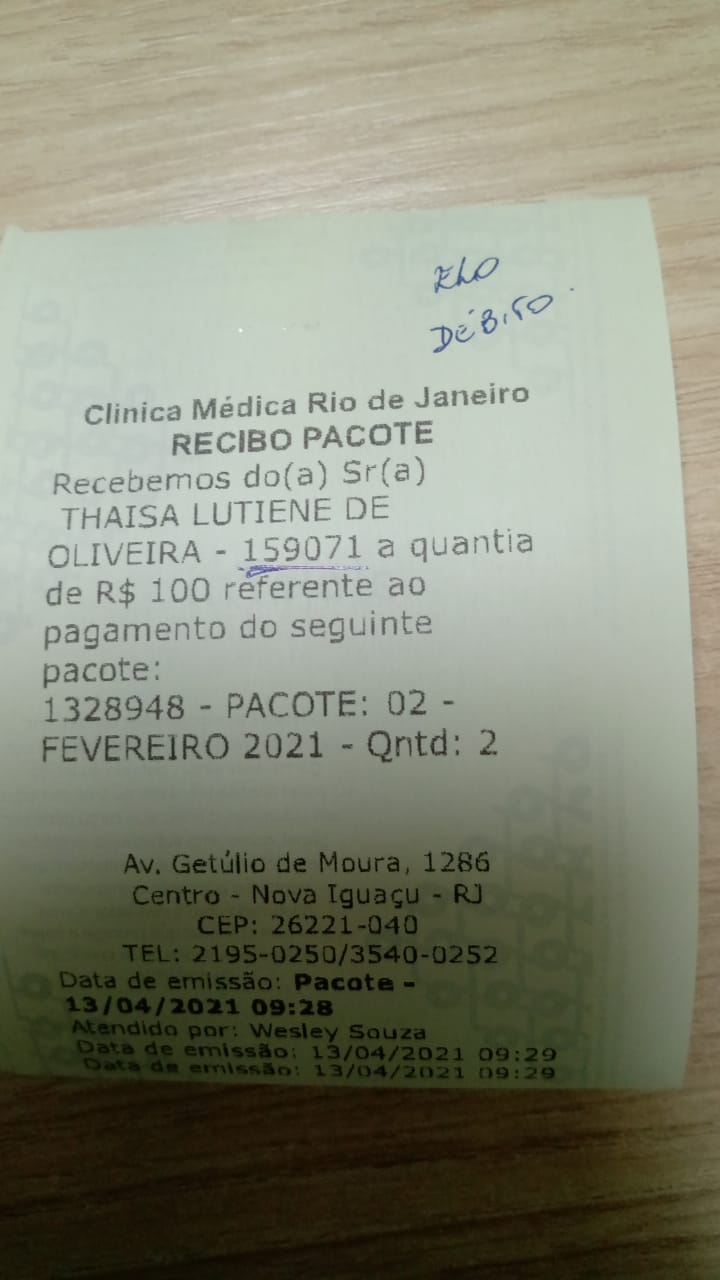 ELO
DÉBITO
Clinica Médica Rio de Janeiro
RECIBO PACOTE
Recebemos do(a) Sr(a)
THAISA LUTIENE DE
OLIVEIRA - 159071 a quantia
de R$ 100 referente ao
pagamento do seguinte
pacote:
1328948 - PACOTE: 02 -
FEVEREIRO 2021 - Qntd: 2
Av. Getúlio de Moura, 1286
Centro - Nova Iguaçu - RJ
CEP: 26221-040
TEL: 2195-0250/3540-0252
Data de emissão: Pacote -
13/04/2021 09:28
Atendido por: Wesley Souza
Data de emissão: 13/04/2021 09:29
Data de emissão: 13/04/2021 09:29